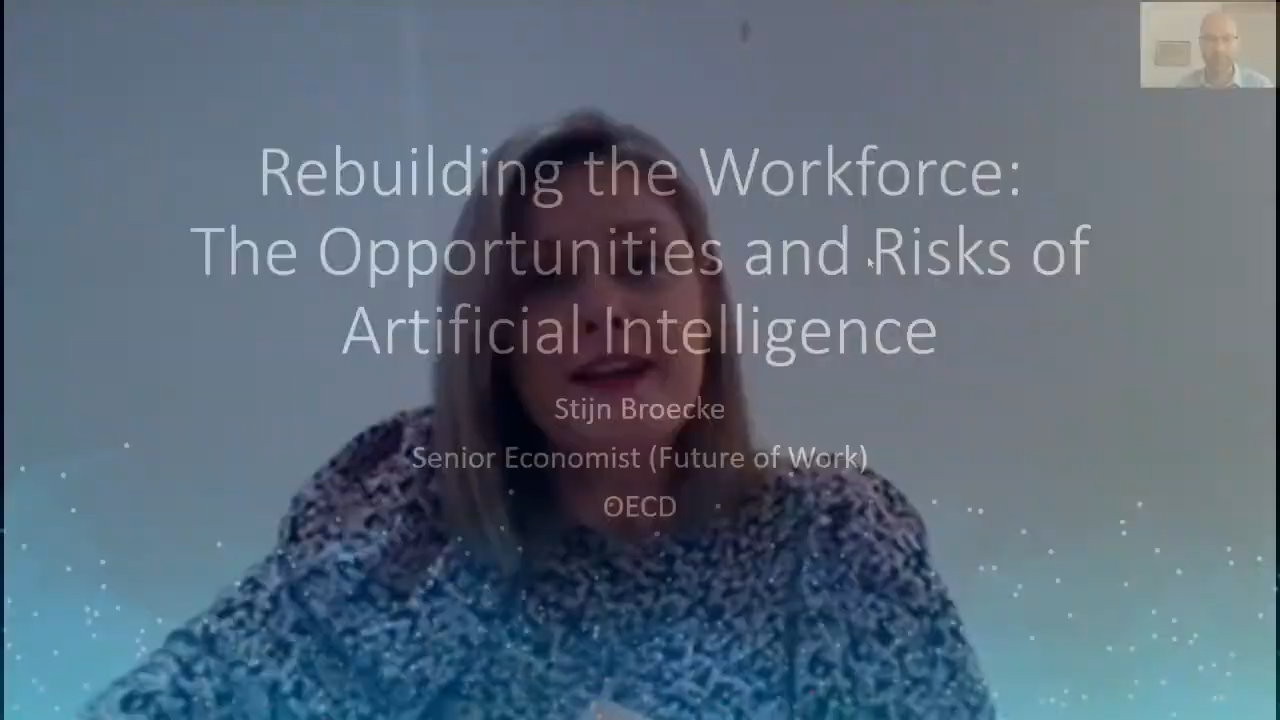 Rebuilding the Workforce:
The Opportunities and Risks of
Artificial Intelligence
Stijn Broecke
Senior Economist (Future of Work)
OECD